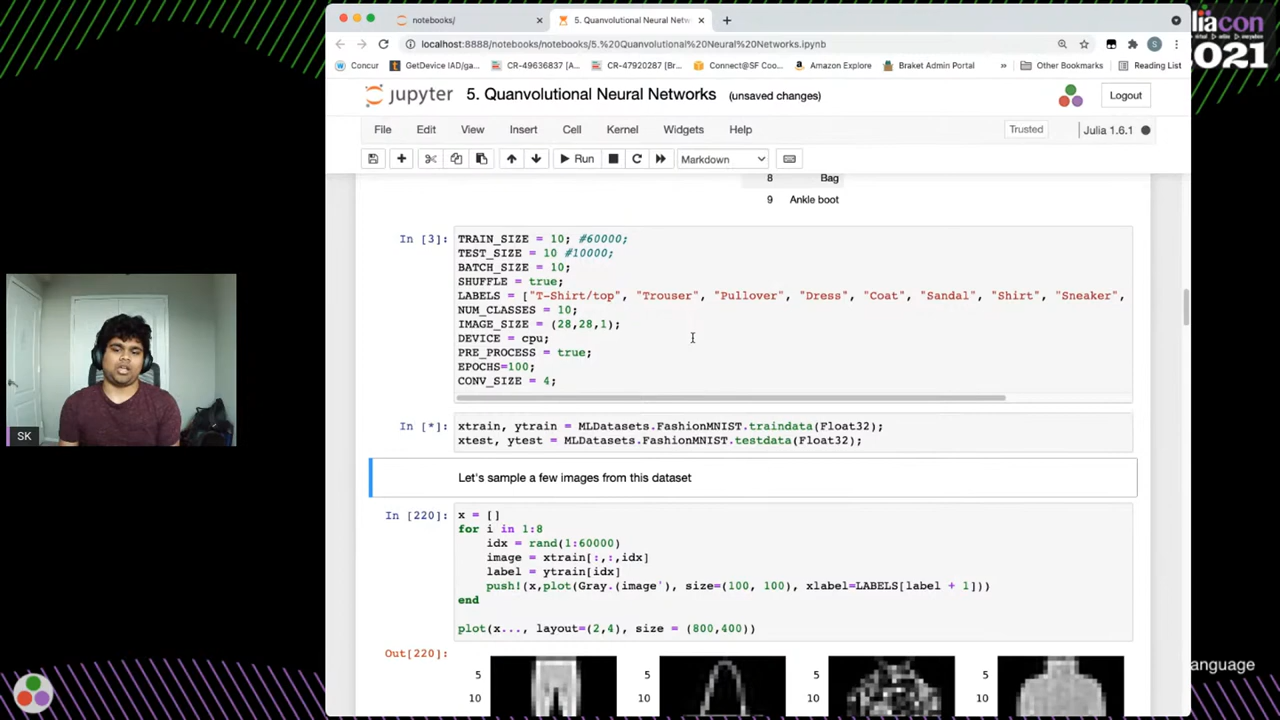 notebooks/
5. Quanvolutional Neural Netw
localhost:8888/notebooks/notebooks/5.%20Quanvolutional%20Neural%20Networks.ipynb
Concur
GetDevice IAD/ga...
CR-49636837 [A...
CR-47920287 [Br...
Connect@SF Coo...
Amazon Explore
Braket Admin Portal
»
Other Bookmarks
Reading List
liacon
2021
jupyter
5. Quanvolutional Neural Networks
(unsaved changes)
Logout
File
Edit
View
Insert
Cell
Kernel
Widgets
Help
Trusted
Julia 1.6.1
Run
Markdown
8 Bag
9 Ankle boot
In [3]:
TRAIN_SIZE = 10; #60000;
TEST_SIZE = 10 #10000;
BATCH_SIZE = 10;
SHUFFLE = true;
LABELS = ["T-Shirt/top", "Trouser", "Pullover", "Dress", "Coat", "Sandal", "Shirt", "Sneaker",
NUM_CLASSES = 10;
IMAGE_SIZE = (28,28,1);
DEVICE = cpu;
PRE_PROCESS = true;
EPOCHS=100;
CONV_SIZE = 4;
In [*]:
xtrain, ytrain = MLDatasets.FashionMNIST.traindata(Float32);
xtest, ytest = MLDatasets.FashionMNIST.testdata(Float32);
Let's sample a few images from this dataset
In [220]:
x = []
for i in 1:8
idx = rand(1:60000)
image = xtrain[:,:,idx]
label = ytrain[idx]
push!(x,plot(Gray.(image'), size=(100, 100), xlabel=LABELS[label + 1]))
end
plot(x..., layout=(2,4), size = (800,400))
Out[220]:
5 5 5 5
10 10 10 10
SK
language